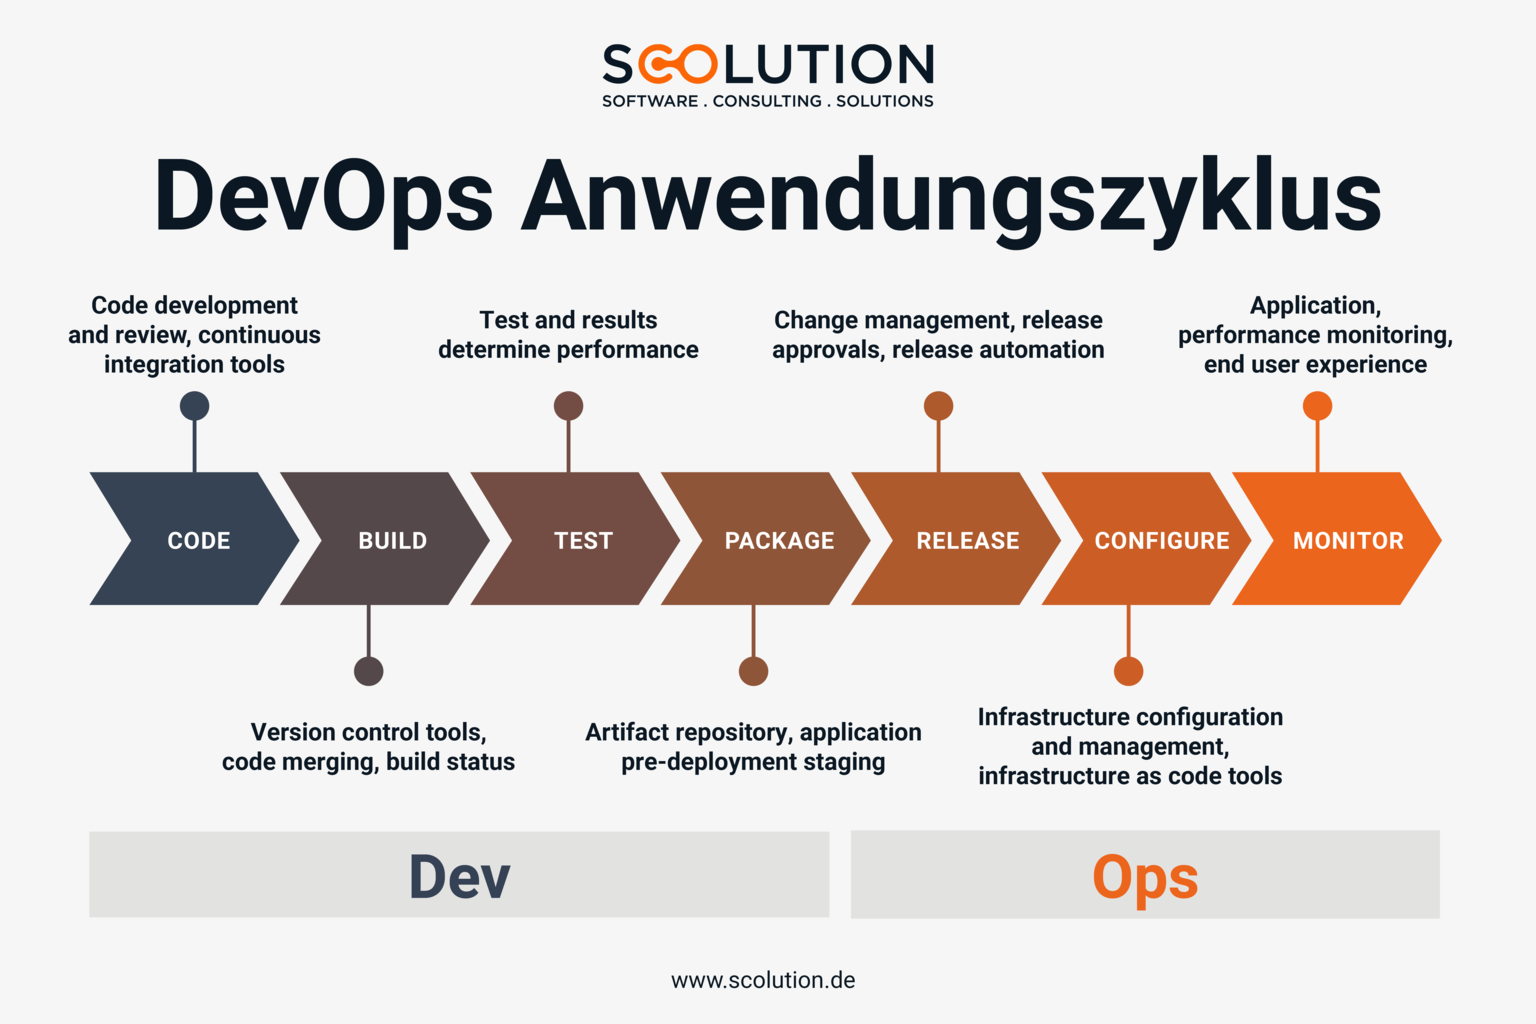 SCOLUTION
SOFTWARE . CONSULTING . SOLUTIONS
DevOps Anwendungszyklus
Code development
and review, continuous
integration tools
Test and results
determine performance
Change management, release
approvals, release automation
Application,
performance monitoring,
end user experience
CODE
BUILD
TEST
PACKAGE
RELEASE
CONFIGURE
MONITOR
Version control tools,
code merging, build status
Artifact repository, application
pre-deployment staging
Infrastructure configuration
and management,
infrastructure as code tools
Dev
Ops
www.scolution.de